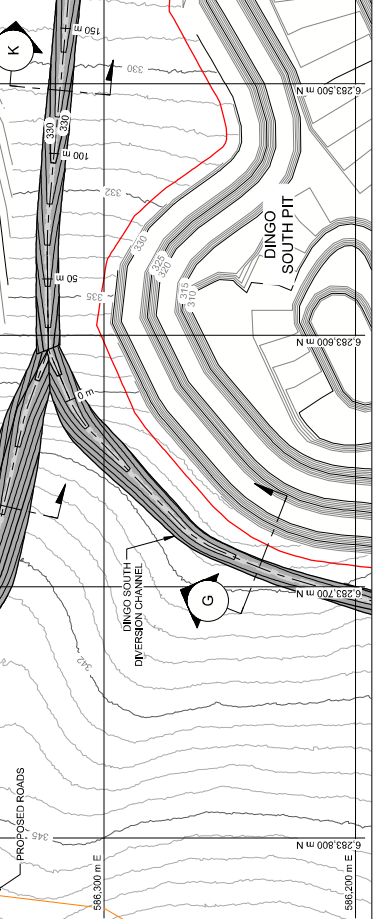 150 m
K
330
6,283,500 m N
330
330
100 m
332
330
325
320
DINGO
SOUTH PIT
50 m
335
315
310
6,283,600 m N
0 m
DINGO SOUTH
DIVERSION CHANNEL
G
6,283,700 m N
342
PROPOSED ROADS
345
6,283,800 m N
586,300 m E
586,200 m E